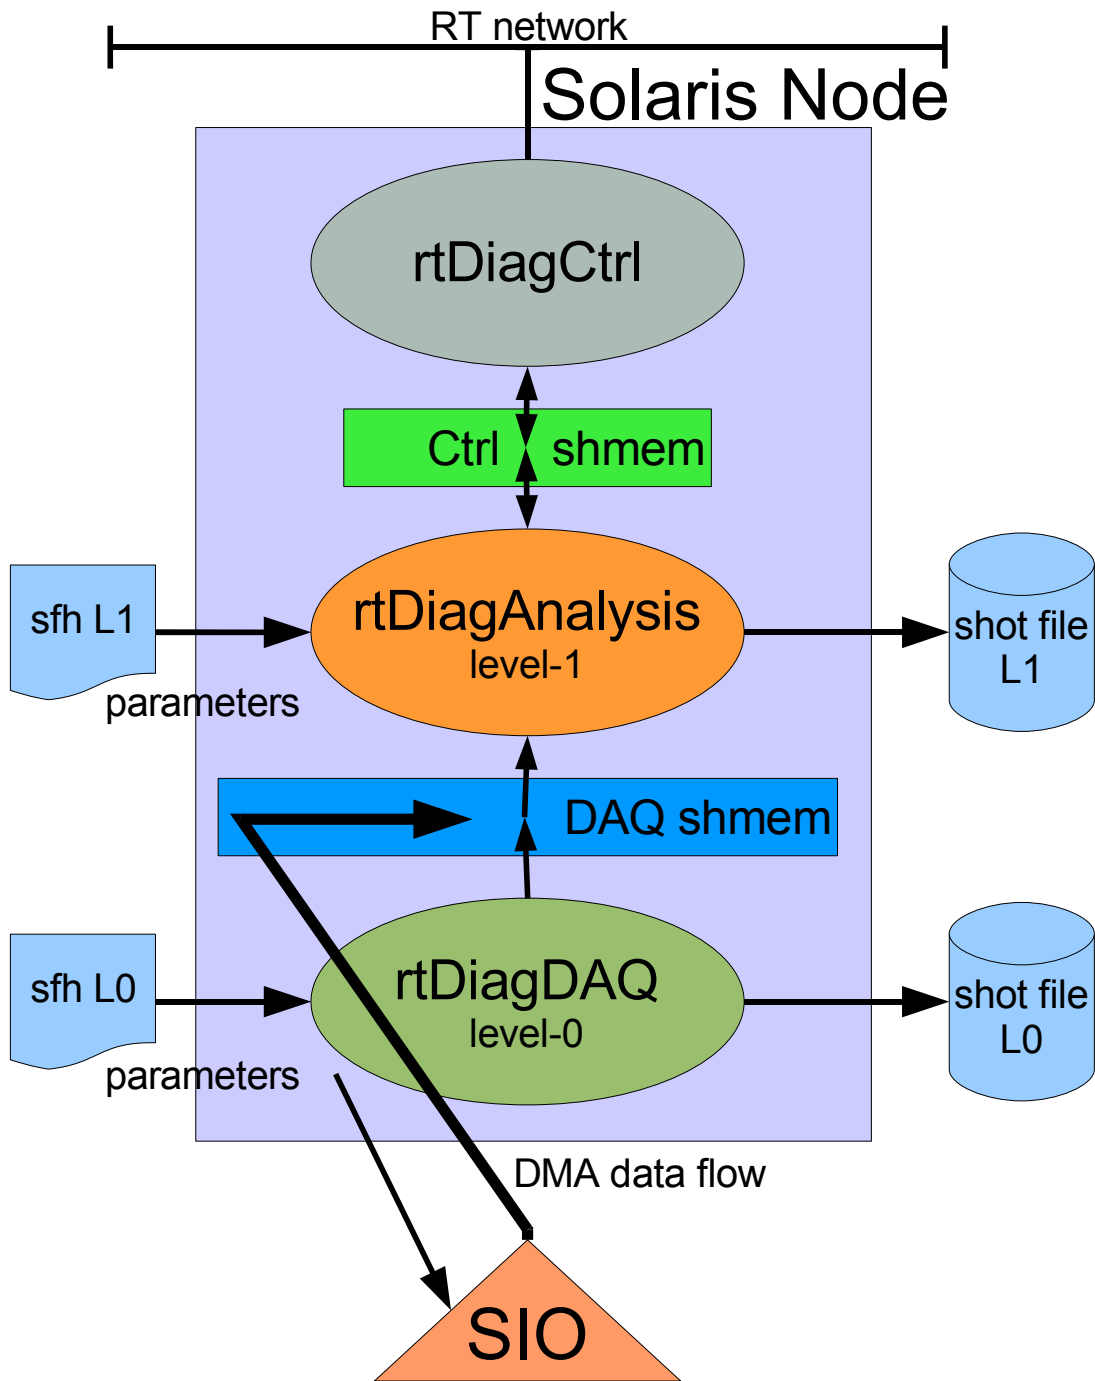 RT network
Solaris Node
rtDiagCtrl
Ctrl shmem
sfh L1
rtDiagAnalysis
level-1
shot file
L1
parameters
DAQ shmem
sfh L0
rtDiagDAQ
level-0
shot file
L0
parameters
DMA data flow
SIO